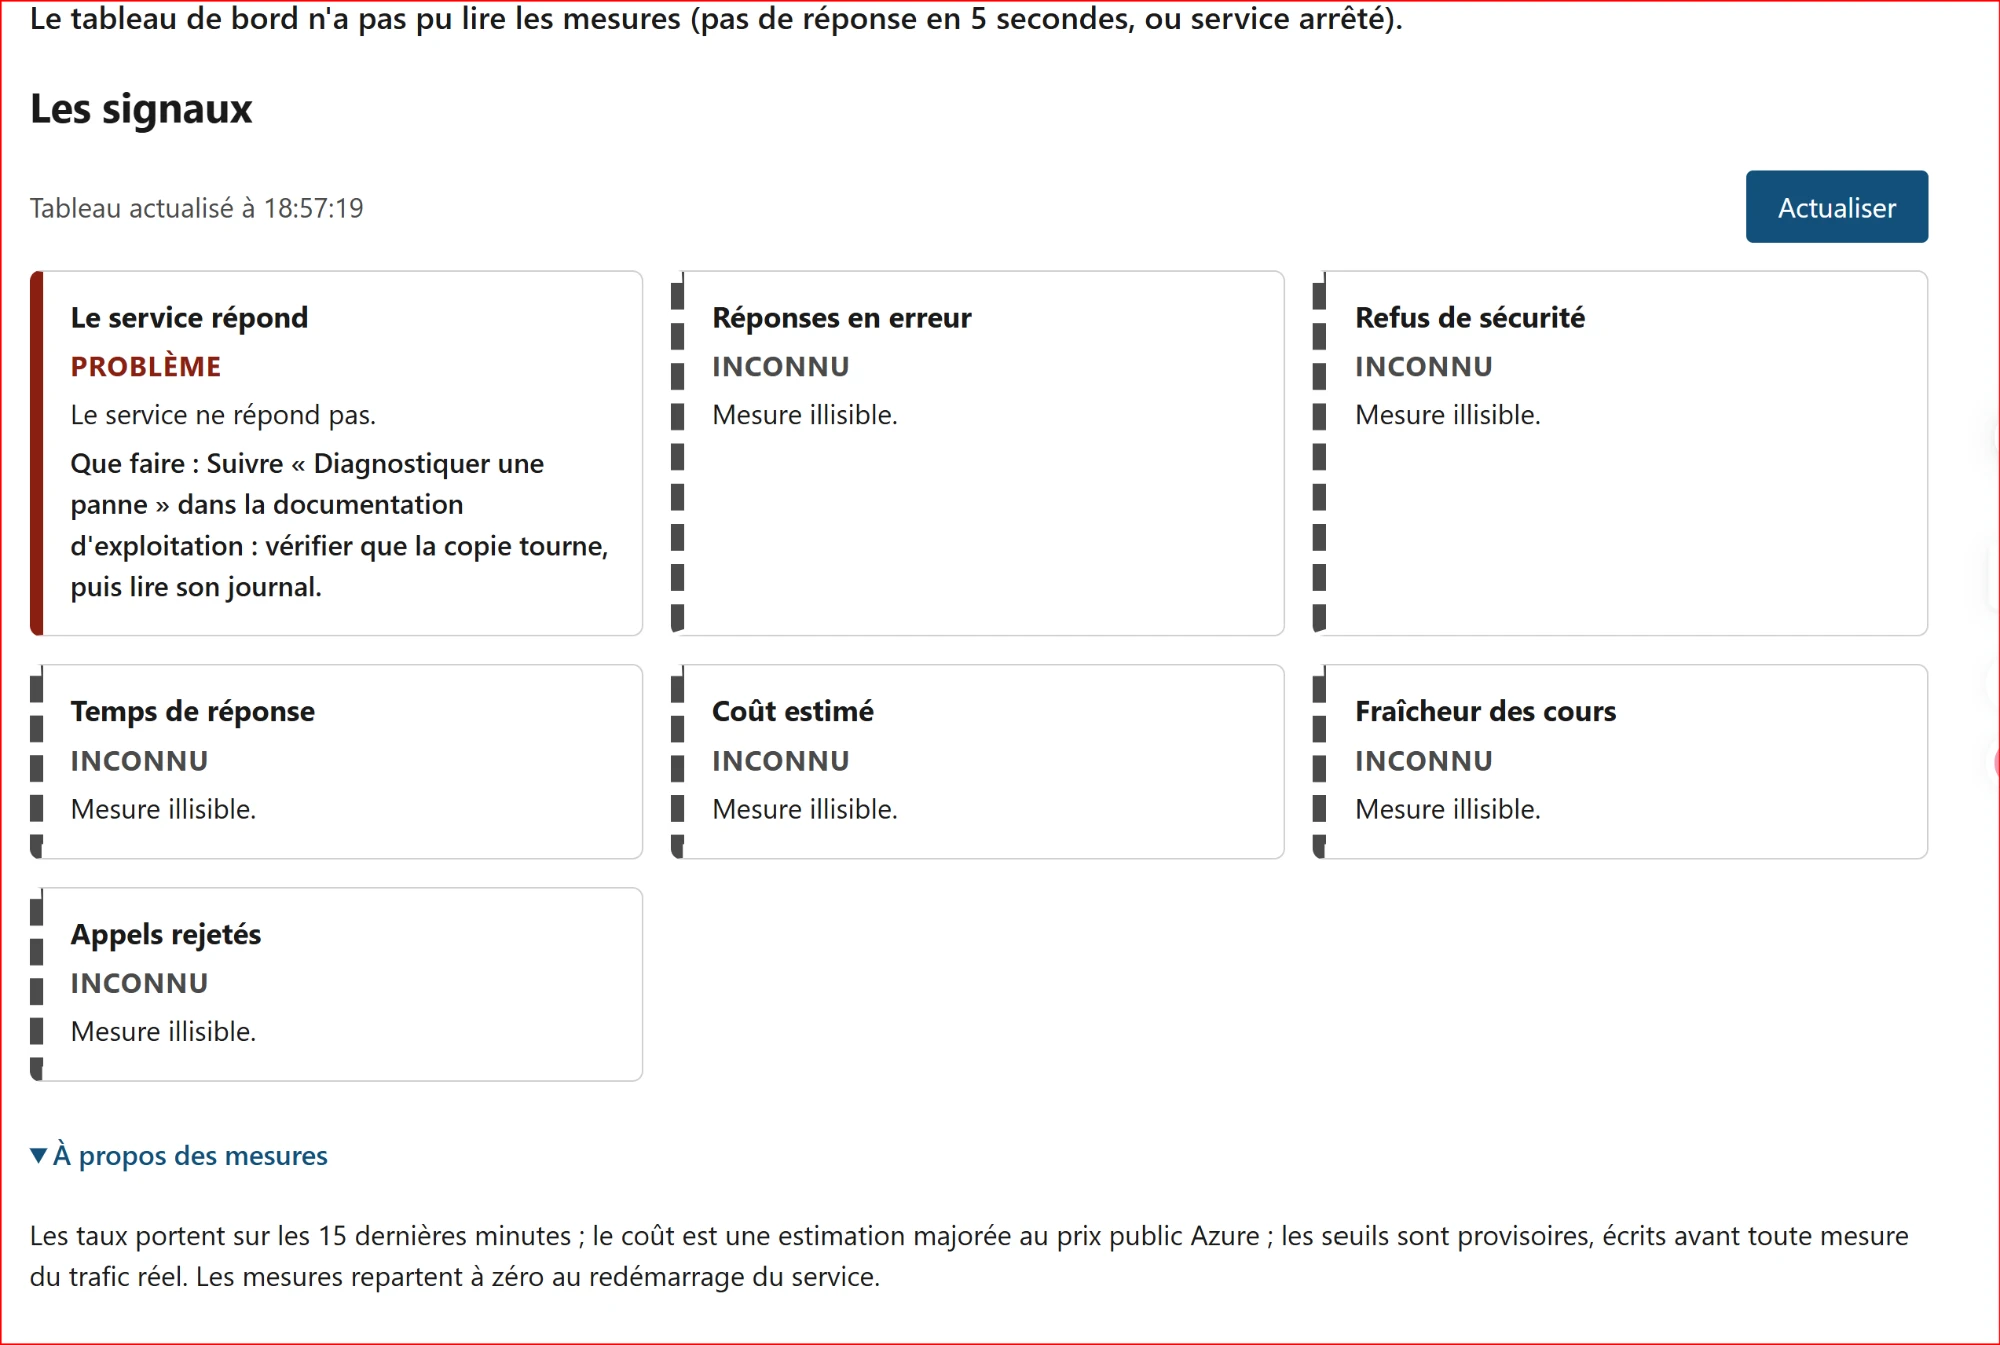 Le tableau de bord n'a pas pu lire les mesures (pas de réponse en 5 secondes, ou service arrêté).
Les signaux
Tableau actualisé à 18:57:19
Actualiser
Le service répond
PROBLÈME
Le service ne répond pas.
Que faire : Suivre « Diagnostiquer une
panne » dans la documentation
d'exploitation : vérifier que la copie tourne,
puis lire son journal.
Réponses en erreur
INCONNU
Mesure illisible.
Refus de sécurité
INCONNU
Mesure illisible.
Temps de réponse
INCONNU
Mesure illisible.
Coût estimé
INCONNU
Mesure illisible.
Fraîcheur des cours
INCONNU
Mesure illisible.
Appels rejetés
INCONNU
Mesure illisible.
▼ À propos des mesures
Les taux portent sur les 15 dernières minutes ; le coût est une estimation majorée au prix public Azure ; les seuils sont provisoires, écrits avant toute mesure
du trafic réel. Les mesures repartent à zéro au redémarrage du service.